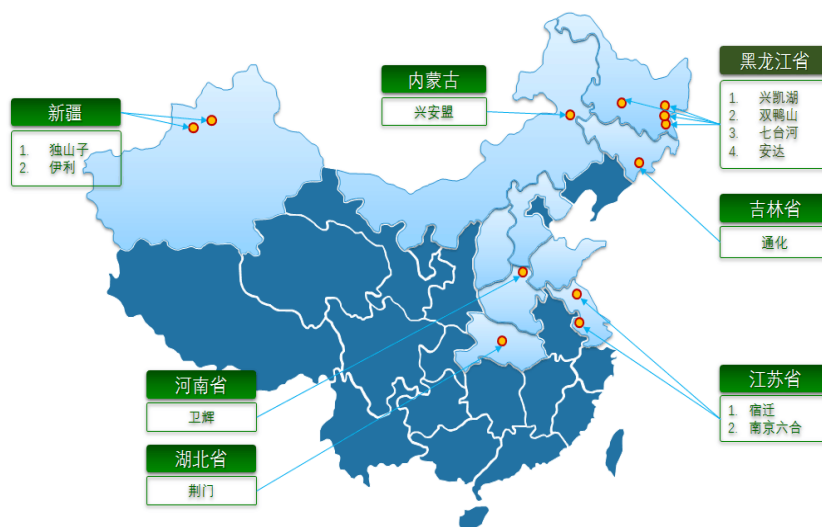 黑龙江省
1. 兴凯湖
2. 双鸭山
3. 七台河
4. 安达
内蒙古
兴安盟
新疆
1. 独山子
2. 伊利
吉林省
通化
河南省
卫辉
江苏省
1. 宿迁
2. 南京六合
湖北省
荆门